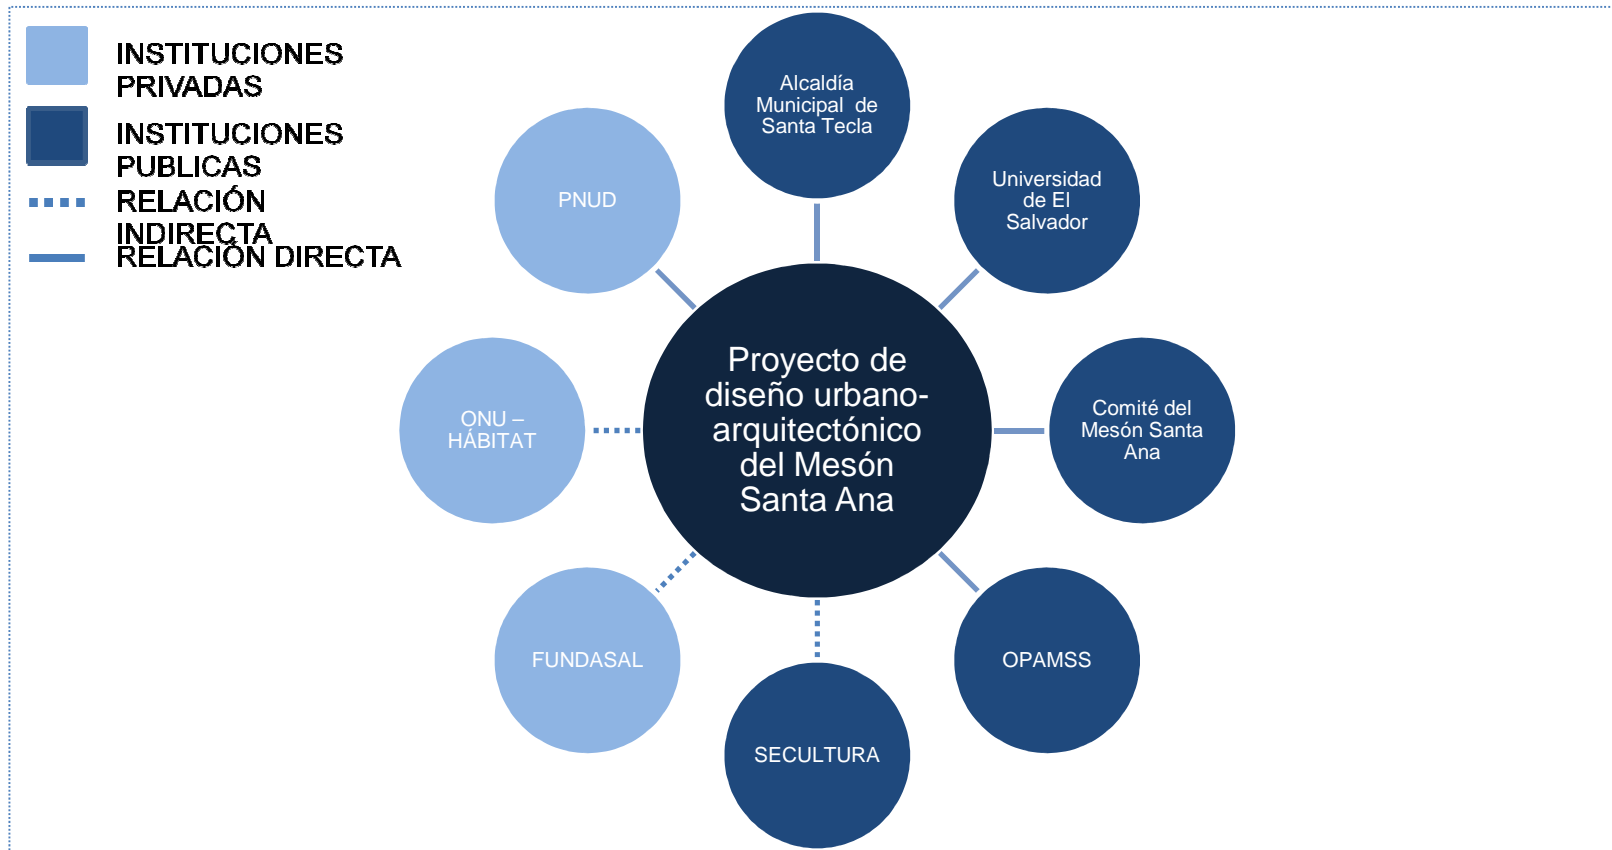 INSTITUCIONES
PRIVADAS
INSTITUCIONES
PUBLICAS
RELACIÓN
INDIRECTA
RELACIÓN DIRECTA
Alcaldía
Municipal de
Santa Tecla
Universidad
de El
Salvador
Comité del
Mesón Santa
Ana
OPAMSS
SECULTURA
FUNDASAL
ONU –
HÁBITAT
PNUD
Proyecto de
diseño urbano-
arquitectónico
del Mesón
Santa Ana